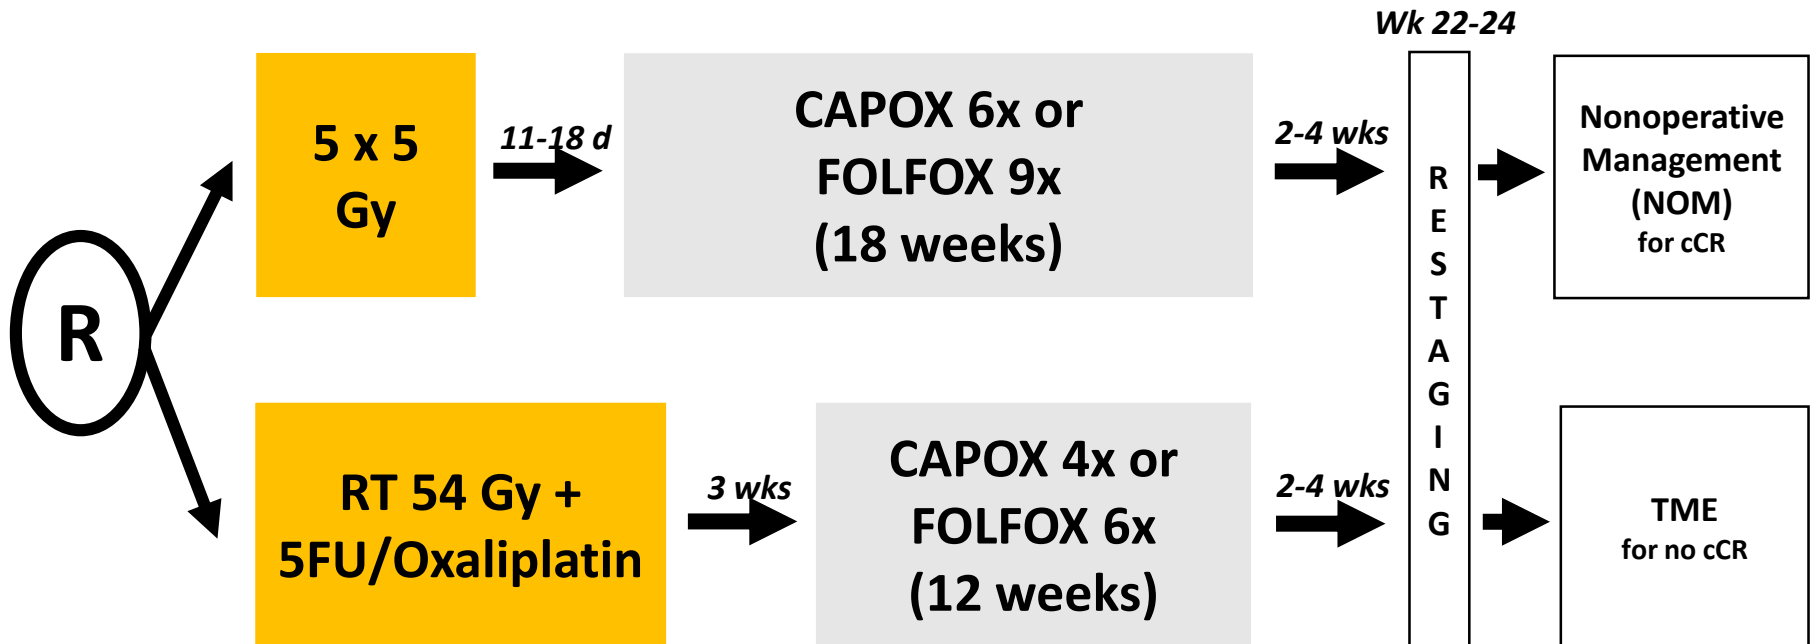 Wk 22-24
R
5 x 5
Gy
11-18 d
CAPOX 6x or
FOLFOX 9x
(18 weeks)
2-4 wks
R
E
S
T
A
G
I
N
G
Nonoperative
Management
(NOM)
for cCR
RT 54 Gy +
5FU/Oxaliplatin
3 wks
CAPOX 4x or
FOLFOX 6x
(12 weeks)
2-4 wks
TME
for no cCR